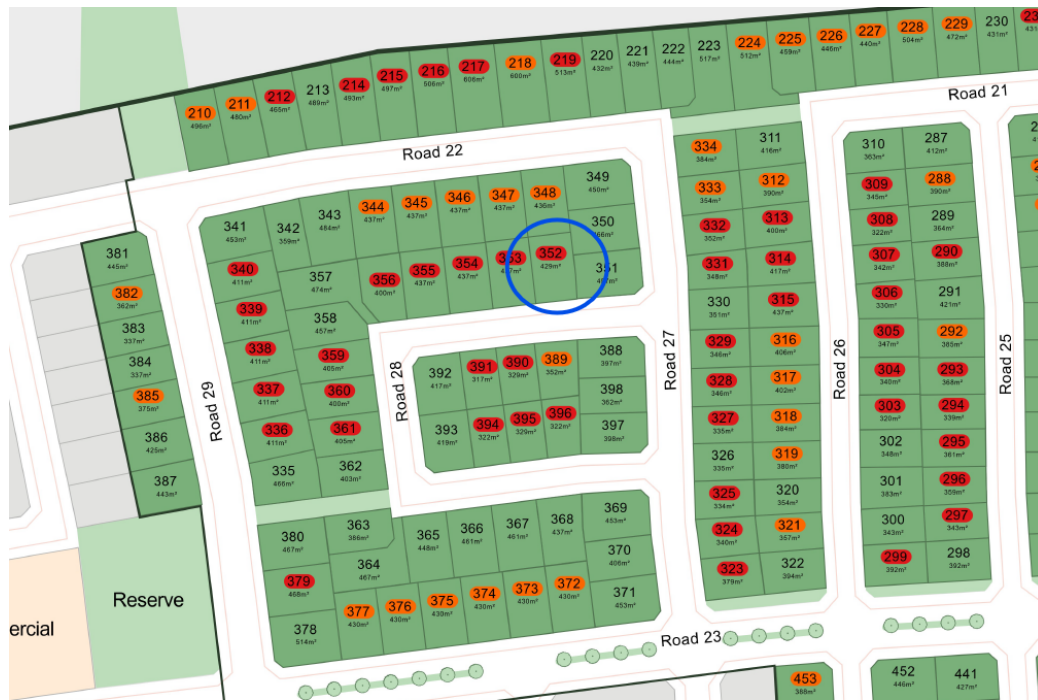 210
496m²
211
480m²
212
465m²
213
469m²
214
493m²
215
497m²
216
506m²
217
608m²
218
600m²
219
513m²
220
432m²
221
439m²
222
444m²
223
517m²
224
512m²
225
459m²
226
446m²
227
440m²
228
504m²
229
472m²
230
431m²
Road 21
Road 22
341
453m²
342
359m²
343
484m²
344
437m²
345
437m²
346
437m²
347
437m²
348
436m²
349
450m²
350
351
352
429m²
353
354
437m²
355
437m²
356
400m²
357
474m²
358
457m²
340
411m²
339
411m²
338
411m²
337
411m²
336
411m²
335
466m²
359
405m²
360
400m²
361
405m²
362
403m²
381
445m²
382
362m²
383
337m²
384
337m²
385
375m²
386
425m²
387
443m²
Road 29
Road 28
392
417m²
391
317m²
390
329m²
389
352m²
388
397m²
398
362m²
393
419m²
394
322m²
395
329m²
396
322m²
397
398m²
Road 27
334
384m²
311
416m²
333
354m²
312
390m²
332
352m²
313
400m²
331
348m²
314
417m²
330
351m²
315
437m²
329
346m²
316
406m²
328
346m²
317
402m²
327
335m²
318
384m²
326
335m²
319
380m²
325
334m²
320
354m²
324
340m²
321
357m²
323
379m²
322
394m²
Road 26
310
363m²
287
412m²
309
345m²
288
390m²
308
322m²
289
364m²
307
342m²
290
388m²
306
330m²
291
421m²
305
347m²
292
385m²
304
340m²
293
368m²
303
320m²
294
339m²
302
348m²
295
361m²
301
383m²
296
359m²
300
343m²
297
343m²
299
392m²
298
392m²
Road 25
380
467m²
363
386m²
364
467m²
365
448m²
366
461m²
367
461m²
368
437m²
369
453m²
370
406m²
371
453m²
379
468m²
378
514m²
377
430m²
376
430m²
375
430m²
374
430m²
373
430m²
372
430m²
Road 23
Reserve
ercial
453
388m²
452
446m²
441
427m²